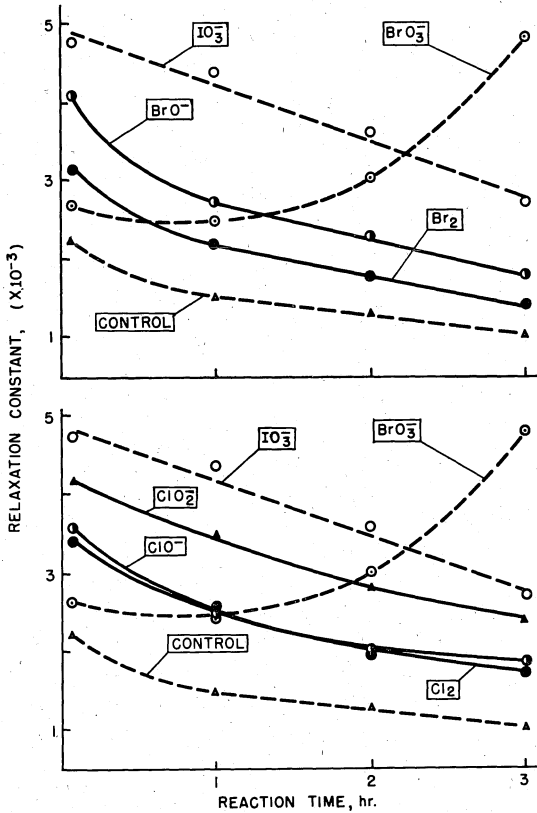 5
IO₃⁻
BrO₃⁻
BrO⁻
3
Br₂
CONTROL
1
RELAXATION CONSTANT, (X10⁻³)
5
IO₃⁻
BrO₃⁻
ClO₂⁻
ClO⁻
3
CONTROL
Cl₂
1
1
2
3
REACTION TIME, hr.